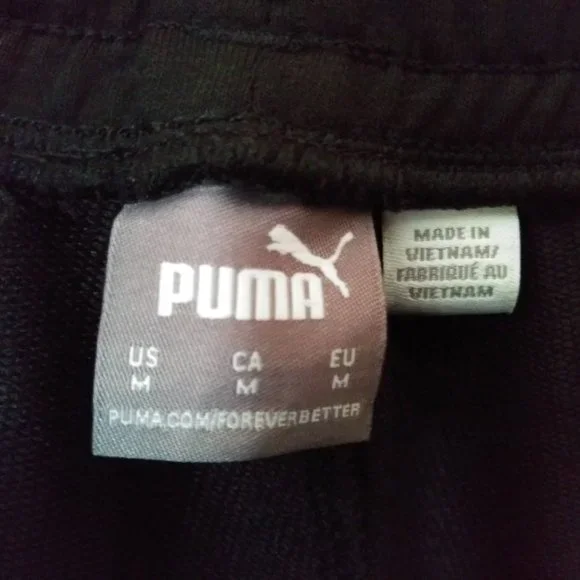 PUMA
US CA EU
M M M
PUMA.COM/FOREVERBETTER
MADE IN
VIETNAM/
FABRIQUÉ AU
VIETNAM